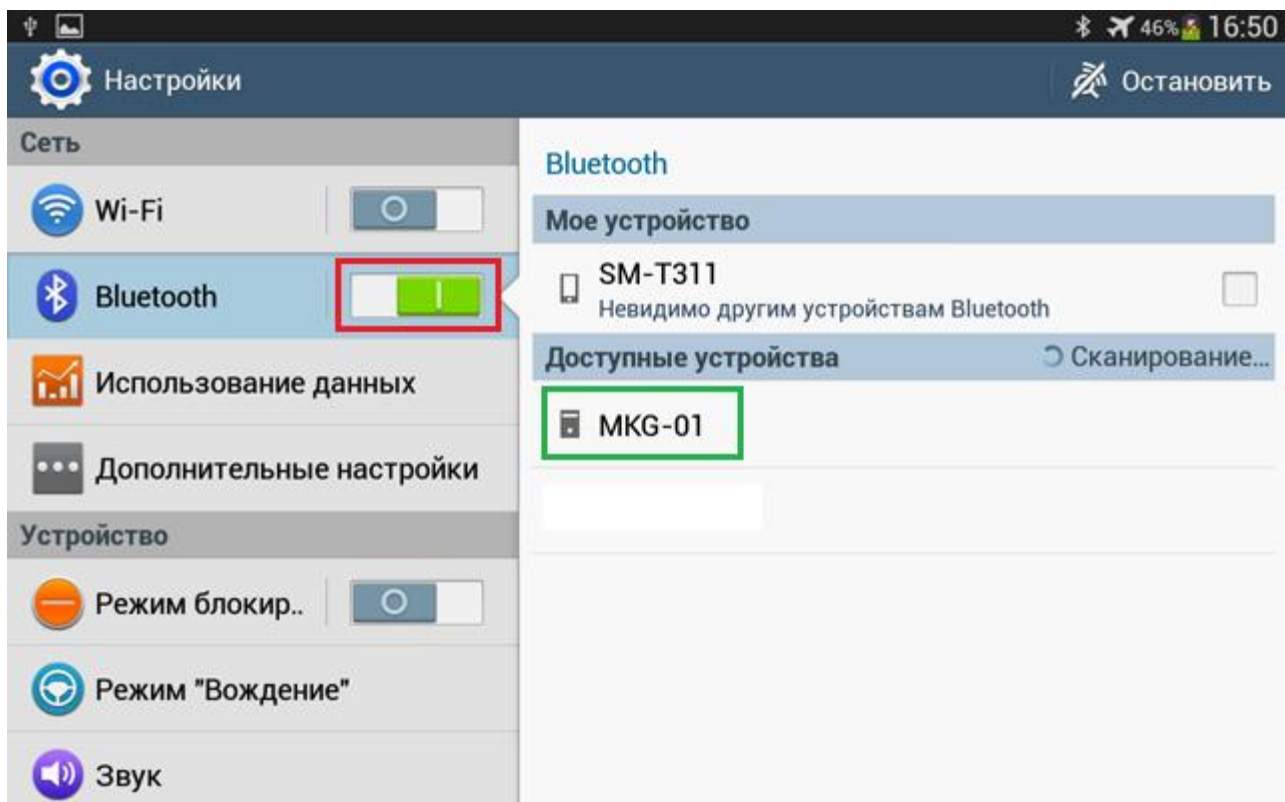 46% 16:50
Настройки
Остановить
Сеть
Wi-Fi
Bluetooth
Использование данных
Дополнительные настройки
Устройство
Режим блокир..
Режим "Вождение"
Звук
Bluetooth
Мое устройство
SM-T311
Невидимо другим устройствам Bluetooth
Доступные устройства
Сканирование...
MKG-01